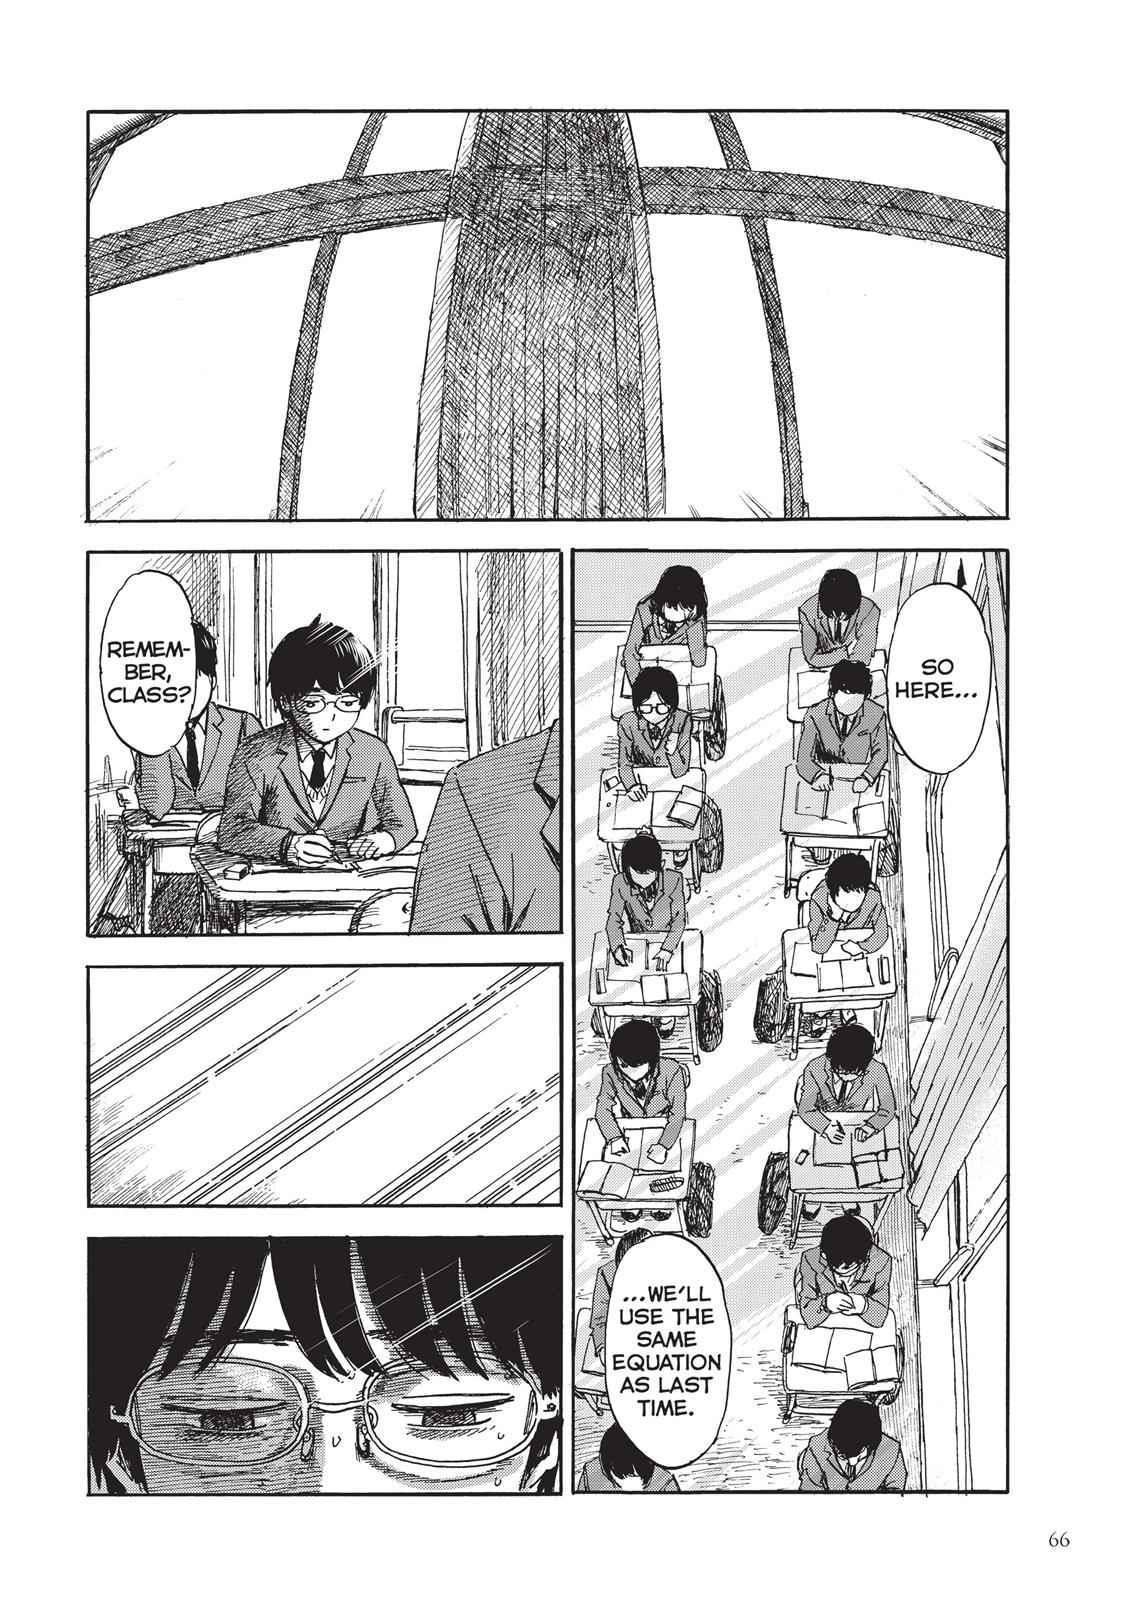 SO
HERE...
...WE'LL
USE THE
SAME
EQUATION
AS LAST
TIME.
REMEM-
BER,
CLASS?
66